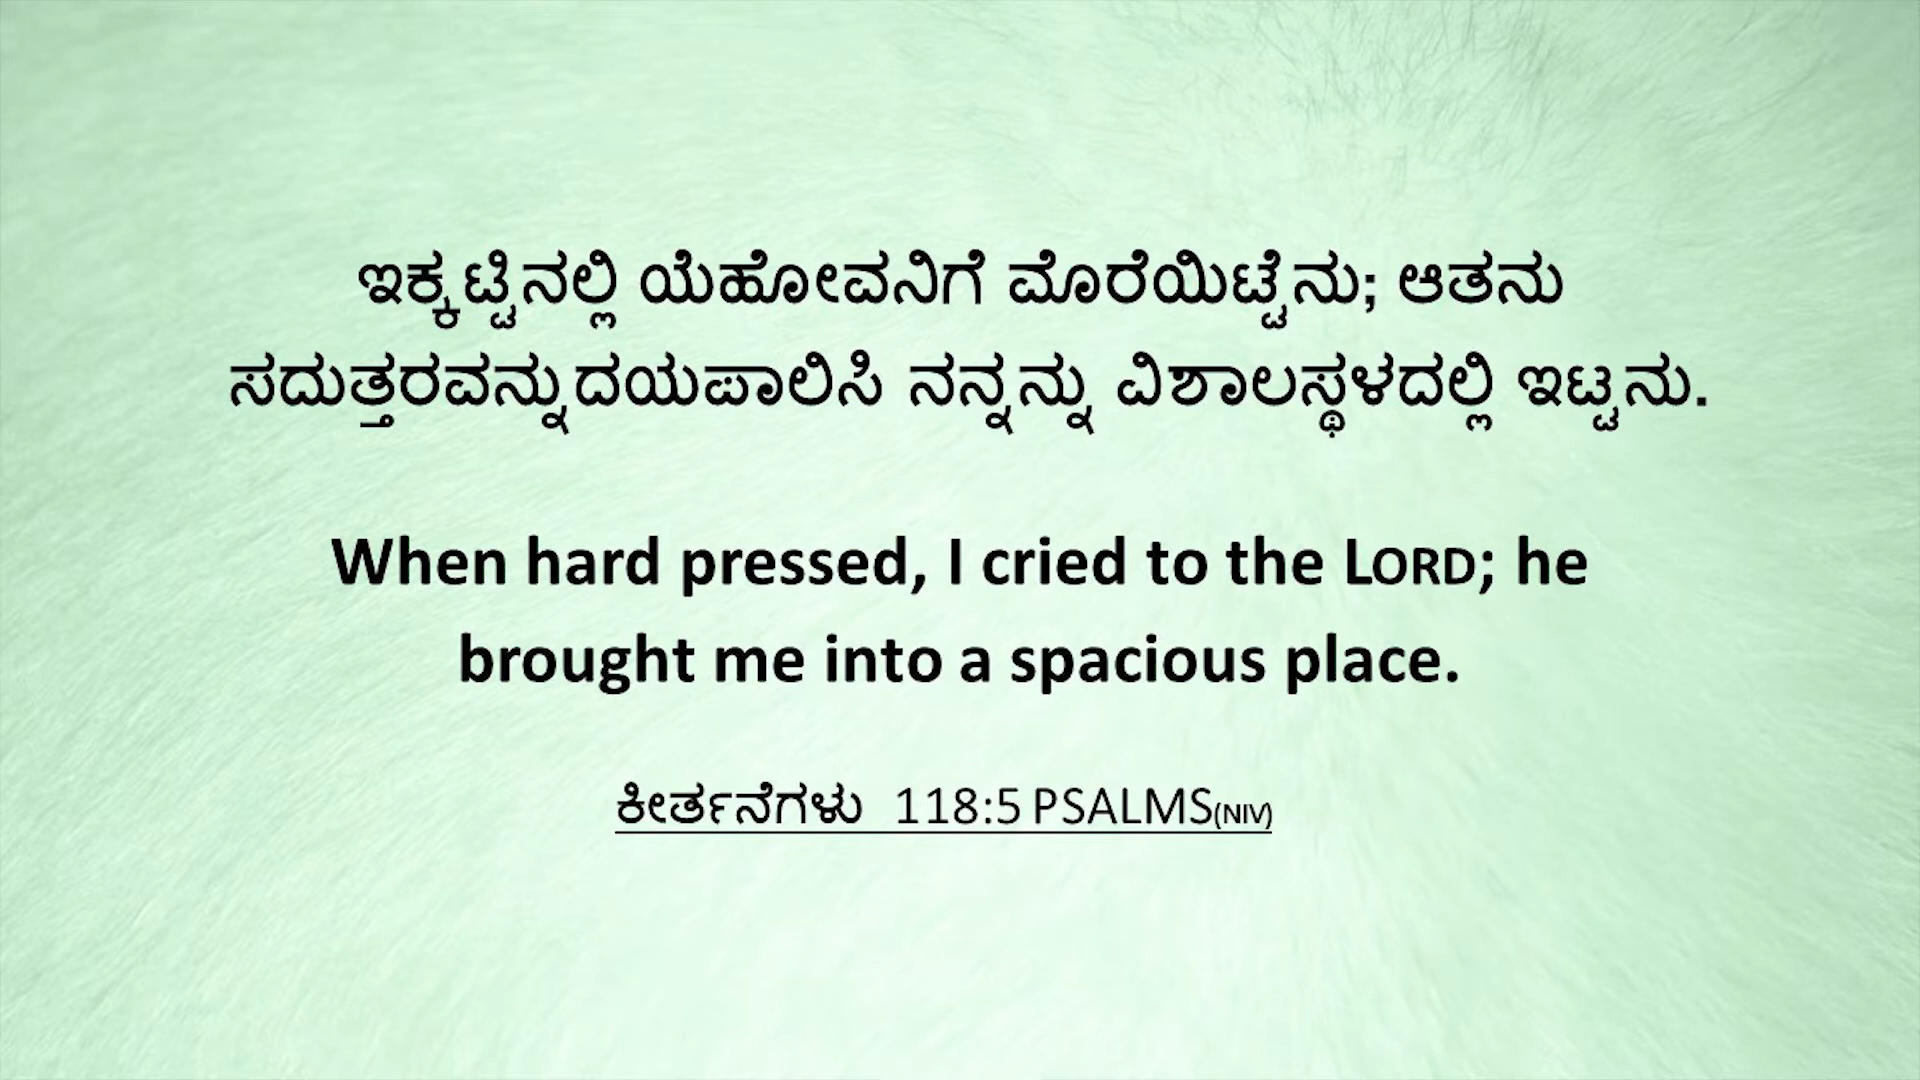 ಇಕ್ಕಟ್ಟಿನಲ್ಲಿ ಯೆಹೋವನಿಗೆ ಮೊರೆಯಿಟ್ಟೆನು; ಆತನು
ಸದುತ್ತರವನ್ನುದಯಪಾಲಿಸಿ ನನ್ನನ್ನು ವಿಶಾಲಸ್ಥಳದಲ್ಲಿ ಇಟ್ಟನು.
When hard pressed, I cried to the LORD; he
brought me into a spacious place.
ಕೀರ್ತನೆಗಳು 118:5 PSALMS(NIV)